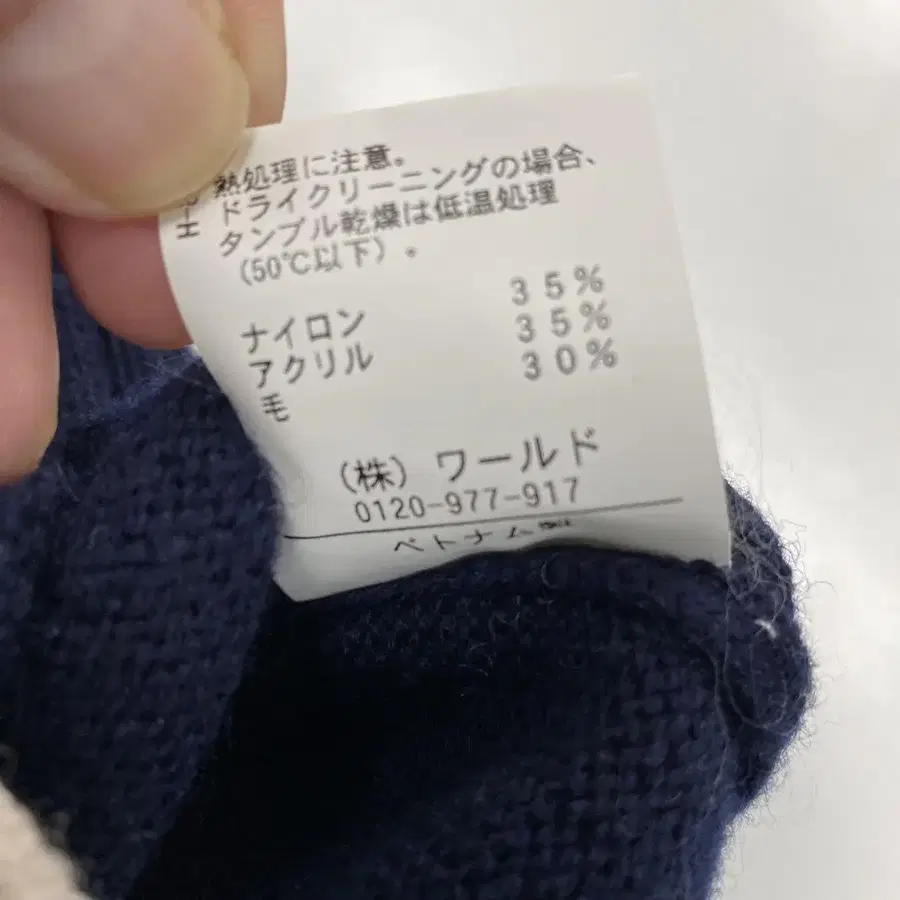 熱処理に注意。
ドライクリーニングの場合、
タンブル乾燥は低温処理
(50℃以下)。
ナイロン 35%
アクリル 35%
毛 30%
(株) ワールド
0120-977-917
ベトナム製